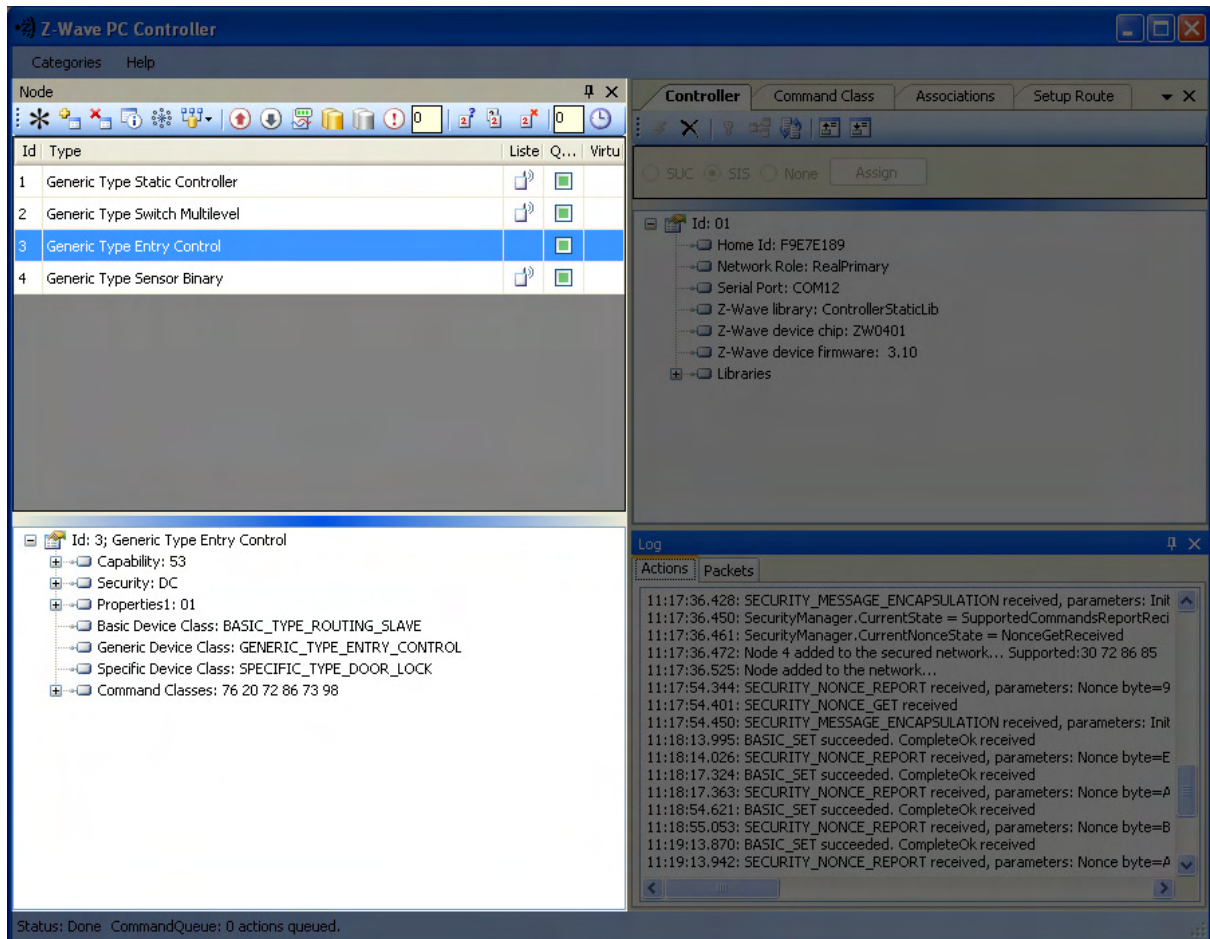 Z-Wave PC Controller
Categories Help
Node
0 0
Id Type Liste Q... Virtu
1 Generic Type Static Controller
2 Generic Type Switch Multilevel
3 Generic Type Entry Control
4 Generic Type Sensor Binary
Id: 3; Generic Type Entry Control
Capability: 53
Security: DC
Properties1: 01
Basic Device Class: BASIC_TYPE_ROUTING_SLAVE
Generic Device Class: GENERIC_TYPE_ENTRY_CONTROL
Specific Device Class: SPECIFIC_TYPE_DOOR_LOCK
Command Classes: 76 20 72 86 73 98
Controller Command Class Associations Setup Route
SUC SIS None Assign
Id: 01
Home Id: F9E7E189
Network Role: RealPrimary
Serial Port: COM12
Z-Wave library: ControllerStaticLib
Z-Wave device chip: ZW0401
Z-Wave device firmware: 3.10
Libraries
Log
Actions Packets
11:17:36.428: SECURITY_MESSAGE_ENCAPSULATION received, parameters: Init
11:17:36.450: SecurityManager.CurrentState = SupportedCommandsReportReci
11:17:36.461: SecurityManager.CurrentNonceState = NonceGetReceived
11:17:36.472: Node 4 added to the secured network... Supported:30 72 86 85
11:17:36.525: Node added to the network...
11:17:54.344: SECURITY_NONCE_REPORT received, parameters: Nonce byte=9
11:17:54.401: SECURITY_NONCE_GET received
11:17:54.450: SECURITY_MESSAGE_ENCAPSULATION received, parameters: Init
11:18:13.995: BASIC_SET succeeded. CompleteOk received
11:18:14.026: SECURITY_NONCE_REPORT received, parameters: Nonce byte=E
11:18:17.324: BASIC_SET succeeded. CompleteOk received
11:18:17.363: SECURITY_NONCE_REPORT received, parameters: Nonce byte=A
11:18:54.621: BASIC_SET succeeded. CompleteOk received
11:18:55.053: SECURITY_NONCE_REPORT received, parameters: Nonce byte=B
11:19:13.870: BASIC_SET succeeded. CompleteOk received
11:19:13.942: SECURITY_NONCE_REPORT received, parameters: Nonce byte=A
Status: Done CommandQueue: 0 actions queued.